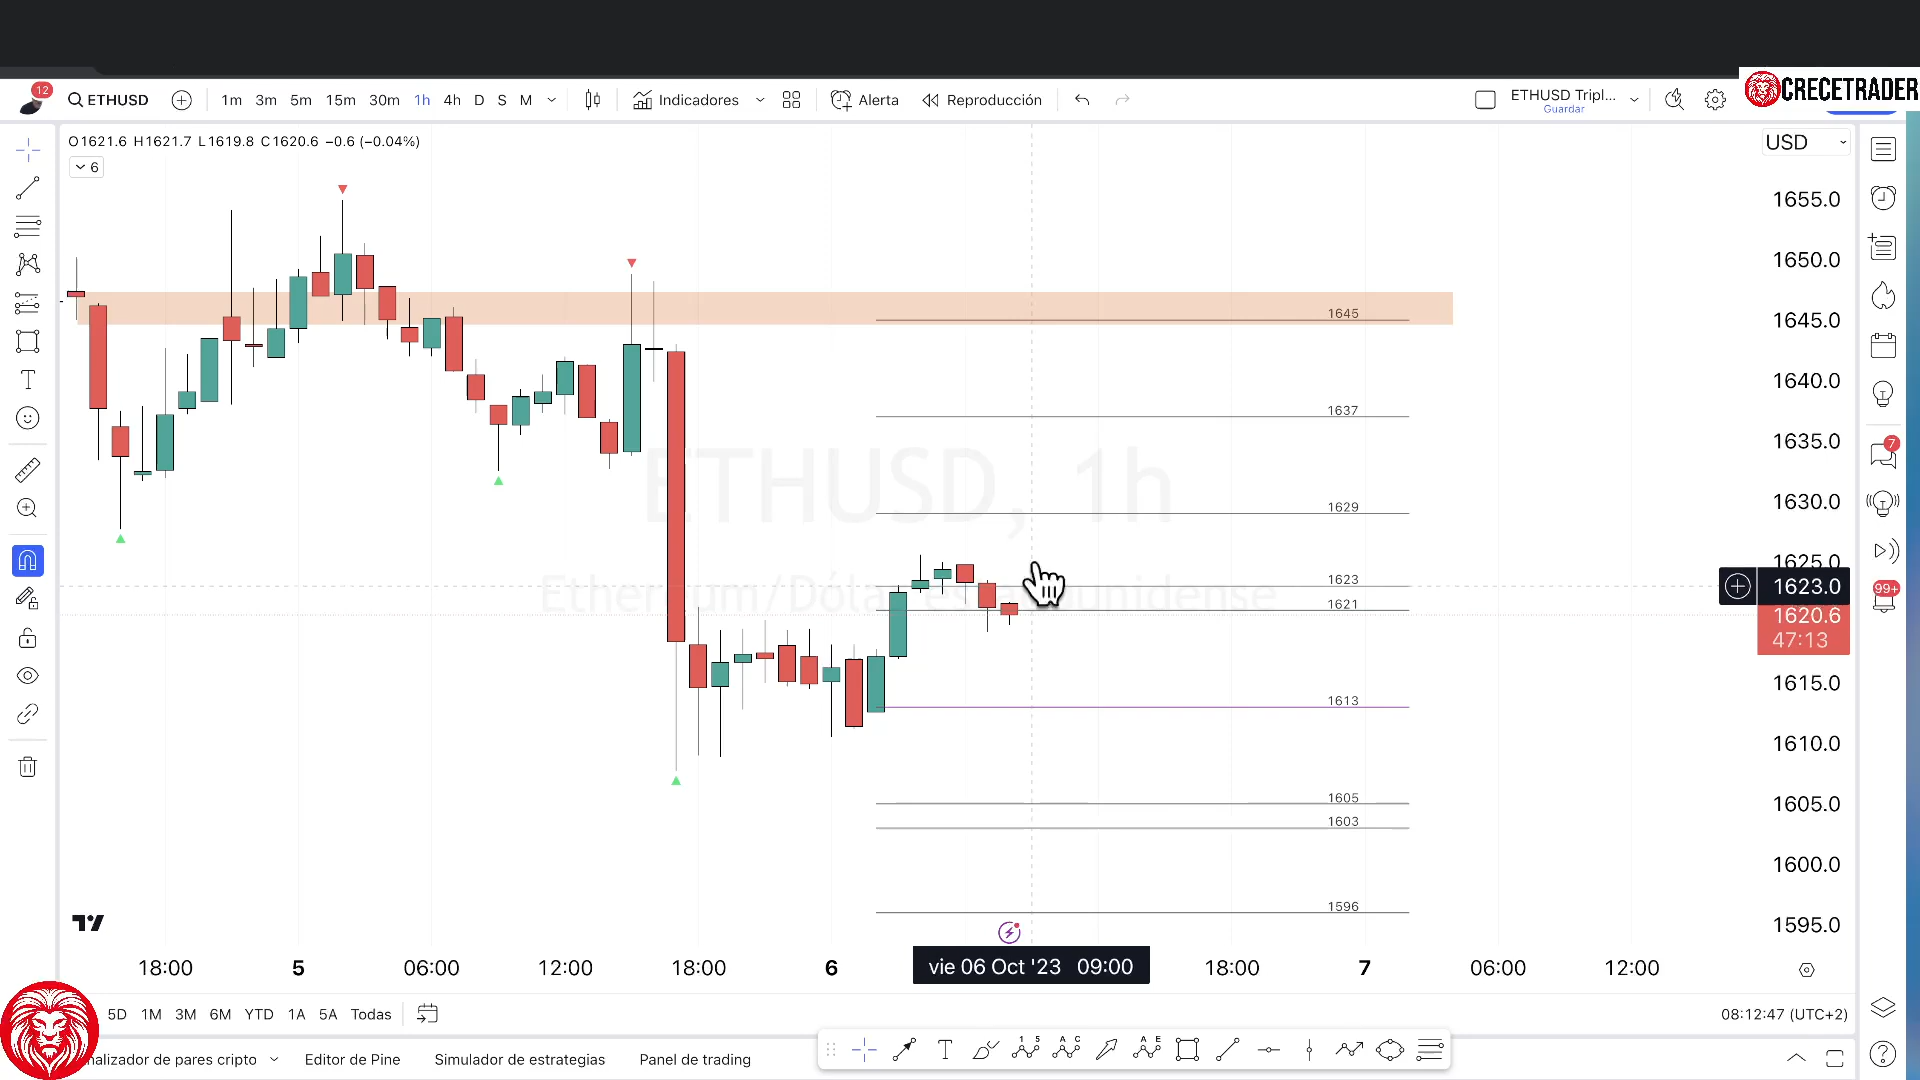 12
ETHUSD
1m 3m 5m 15m 30m 1h 4h D S M
Indicadores
Alerta
Reproducción
ETHUSD Tripl...
Guardar
CRECETRADER
O1621.6 H1621.7 L1619.8 C1620.6 −0.6 (−0.04%)
6
USD
1655.0
1650.0
1645.0
1640.0
1635.0
1630.0
1625.0
1623.0
1620.6
47:13
1615.0
1610.0
1605.0
1600.0
1595.0
7
99+
ETHUSD, 1h
1645
1637
1629
1623
1621
1613
1605
1603
1596
18:00 5 06:00 12:00 18:00 6 vie 06 Oct '23 09:00 18:00 7 06:00 12:00
5D 1M 3M 6M YTD 1A 5A Todas
08:12:47 (UTC+2)
nalizador de pares cripto
Editor de Pine
Simulador de estrategias
Panel de trading